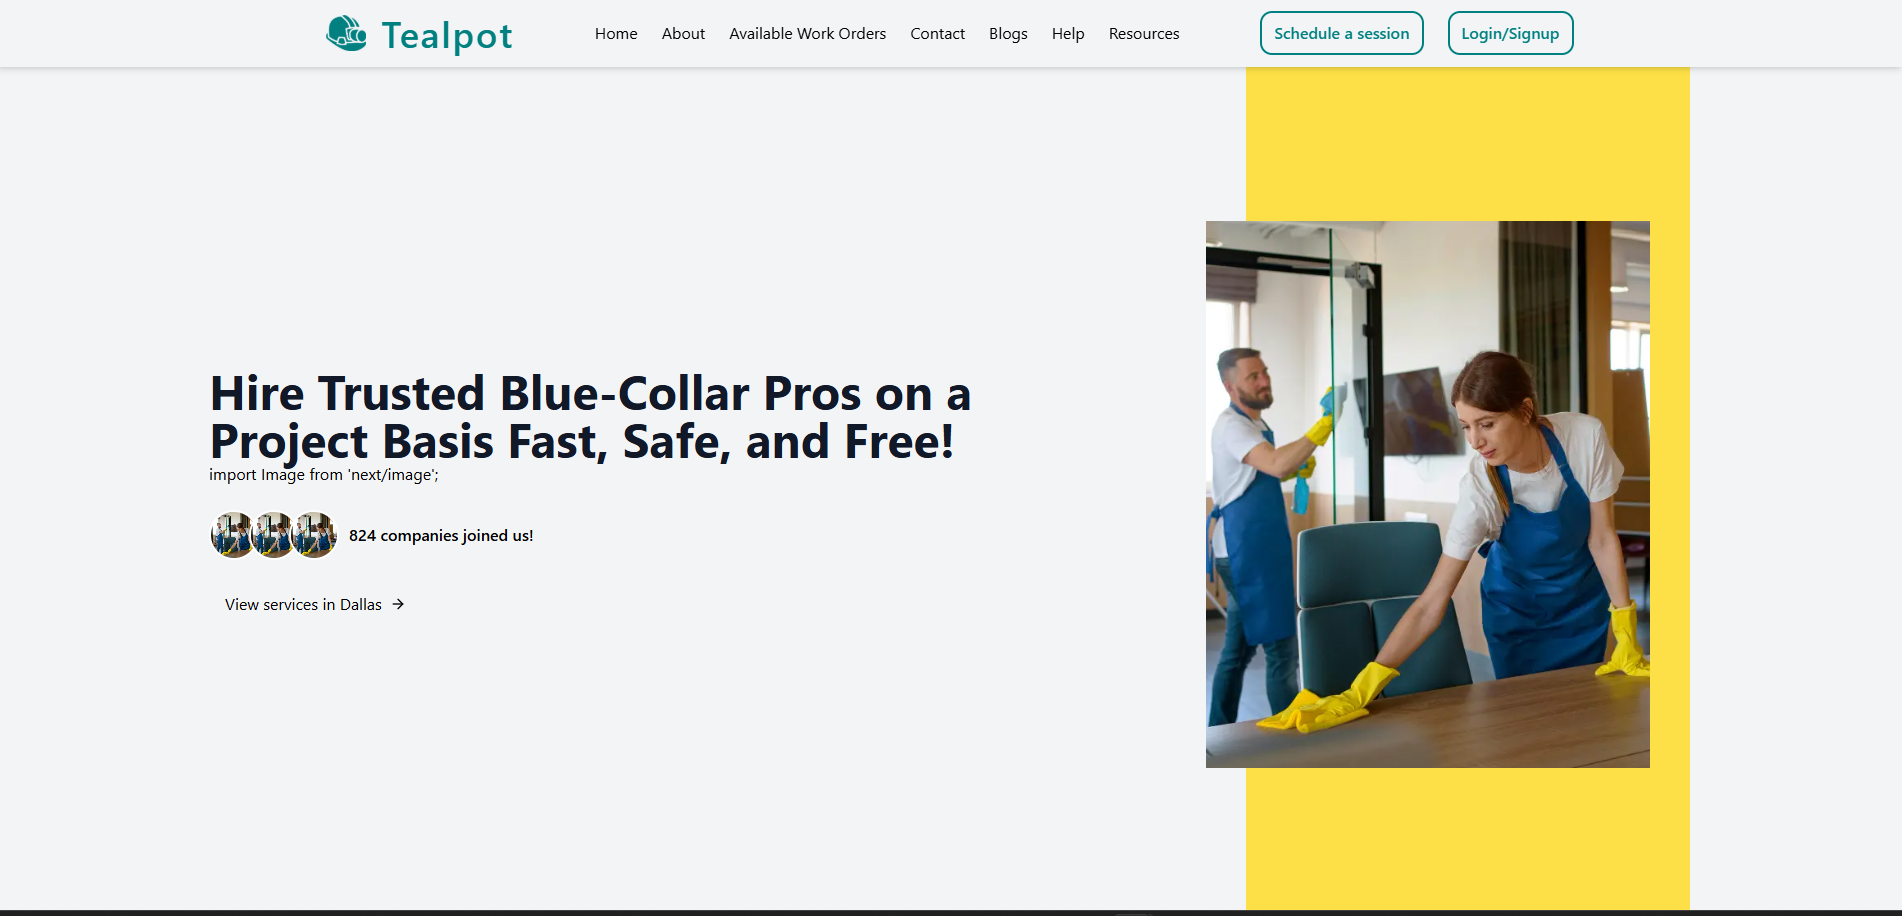 Tealpot
Home About Available Work Orders Contact Blogs Help Resources
Schedule a session
Login/Signup
Hire Trusted Blue-Collar Pros on a
Project Basis Fast, Safe, and Free!
import Image from 'next/image';
824 companies joined us!
View services in Dallas →